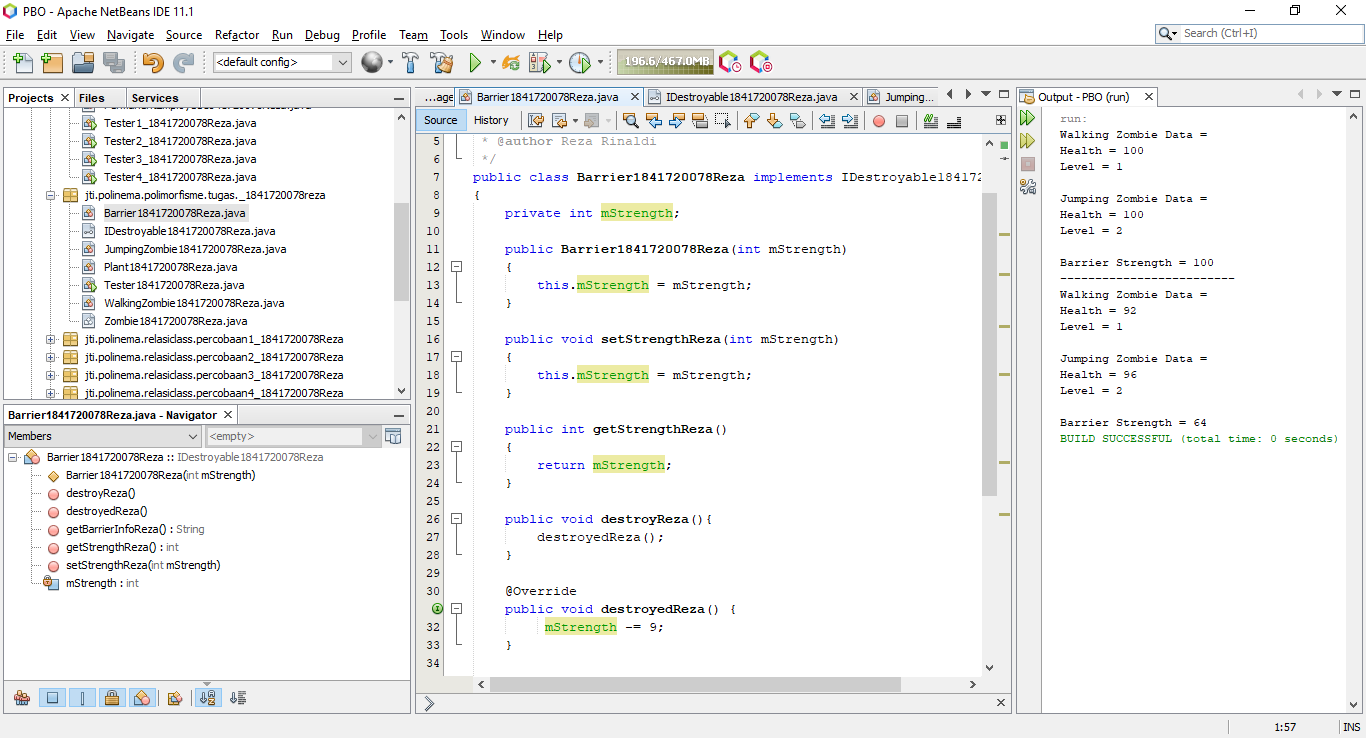 PBO - Apache NetBeans IDE 11.1
File Edit View Navigate Source Refactor Run Debug Profile Team Tools Window Help
Search (Ctrl+I)
<default config>
196.6/467.0MB
Projects Files Services
Tester1_1841720078Reza.java
Tester2_1841720078Reza.java
Tester3_1841720078Reza.java
Tester4_1841720078Reza.java
jti.polinema.polimorfisme.tugas._1841720078reza
Barrier1841720078Reza.java
IDestroyable1841720078Reza.java
JumpingZombie1841720078Reza.java
Plant1841720078Reza.java
Tester1841720078Reza.java
WalkingZombie1841720078Reza.java
Zombie1841720078Reza.java
jti.polinema.relasiclass.percobaan1_1841720078Reza
jti.polinema.relasiclass.percobaan2_1841720078Reza
jti.polinema.relasiclass.percobaan3_1841720078Reza
jti.polinema.relasiclass.percobaan4_1841720078Reza
Barrier1841720078Reza.java - Navigator
Members <empty>
Barrier1841720078Reza :: IDestroyable1841720078Reza
Barrier1841720078Reza(int mStrength)
destroyReza()
destroyedReza()
getBarrierInfoReza() : String
getStrengthReza() : int
setStrengthReza(int mStrength)
mStrength : int
...age Barrier1841720078Reza.java IDestroyable1841720078Reza.java Jumping...
Source History
5 * @author Reza Rinaldi
6 */
7 public class Barrier1841720078Reza implements IDestroyable184172
8 {
9 private int mStrength;
10
11 public Barrier1841720078Reza(int mStrength)
12 {
13 this.mStrength = mStrength;
14 }
15
16 public void setStrengthReza(int mStrength)
17 {
18 this.mStrength = mStrength;
19 }
20
21 public int getStrengthReza()
22 {
23 return mStrength;
24 }
25
26 public void destroyReza(){
27 destroyedReza();
28 }
29
30 @Override
public void destroyedReza() {
32 mStrength -= 9;
33 }
34
Output - PBO (run)
run:
Walking Zombie Data =
Health = 100
Level = 1
Jumping Zombie Data =
Health = 100
Level = 2
Barrier Strength = 100
-------------------------
Walking Zombie Data =
Health = 92
Level = 1
Jumping Zombie Data =
Health = 96
Level = 2
Barrier Strength = 64
BUILD SUCCESSFUL (total time: 0 seconds)
1:57 INS